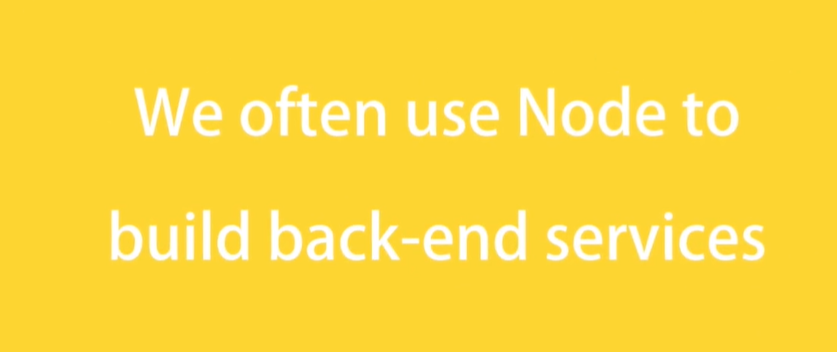 We often use Node to
build back-end services